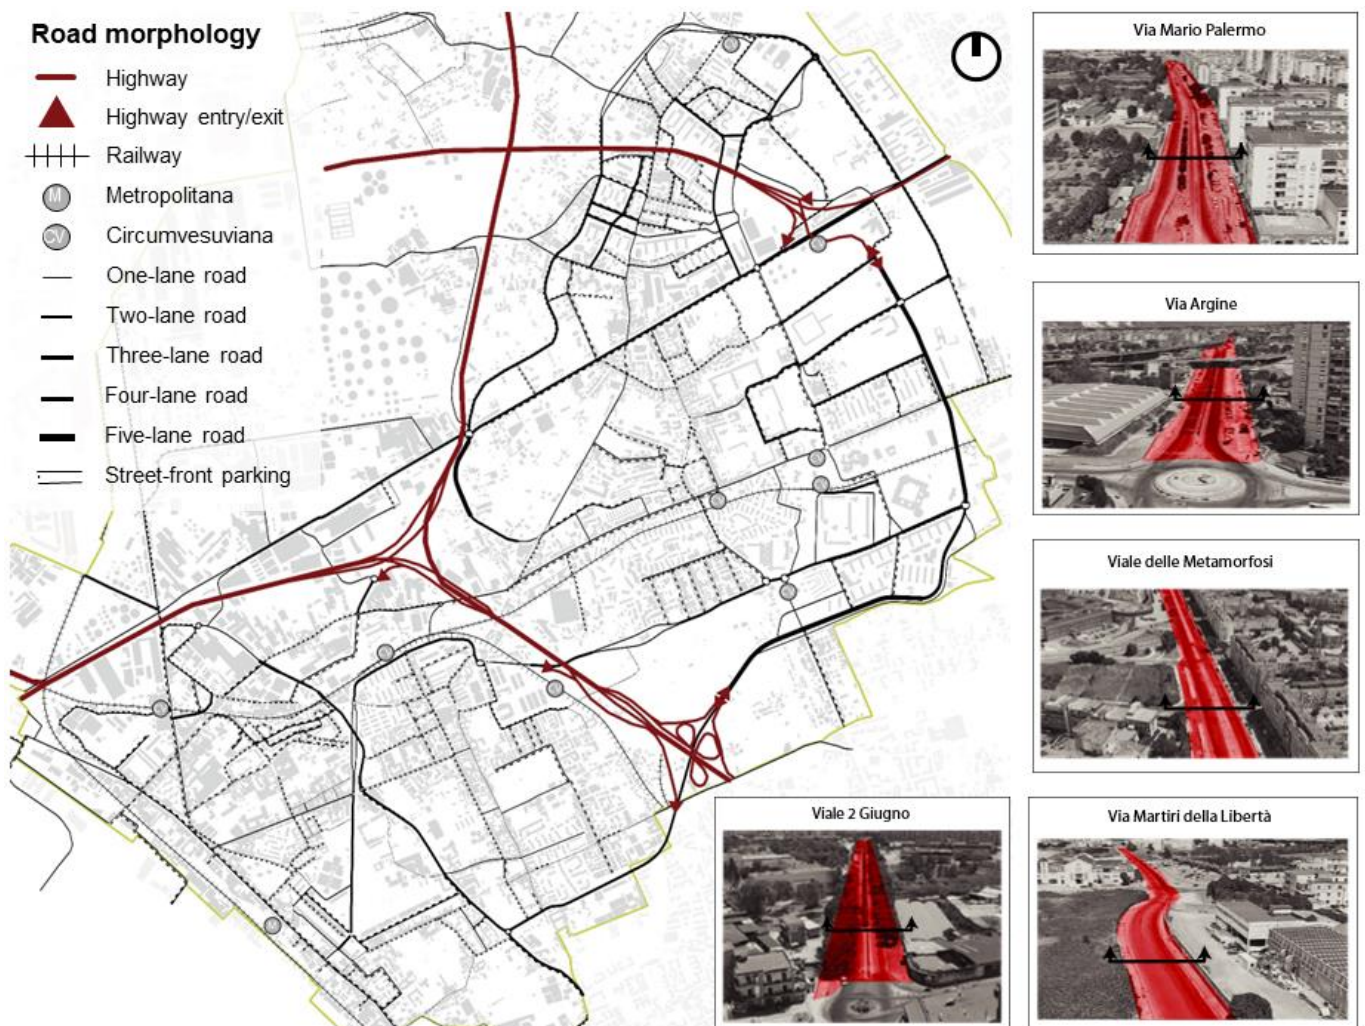 Road morphology
Highway
Highway entry/exit
Railway
M
Metropolitana
CV
Circumvesuviana
One-lane road
Two-lane road
Three-lane road
Four-lane road
Five-lane road
Street-front parking
Via Mario Palermo
Via Argine
Viale delle Metamorfosi
Viale 2 Giugno
Via Martiri della Libertà